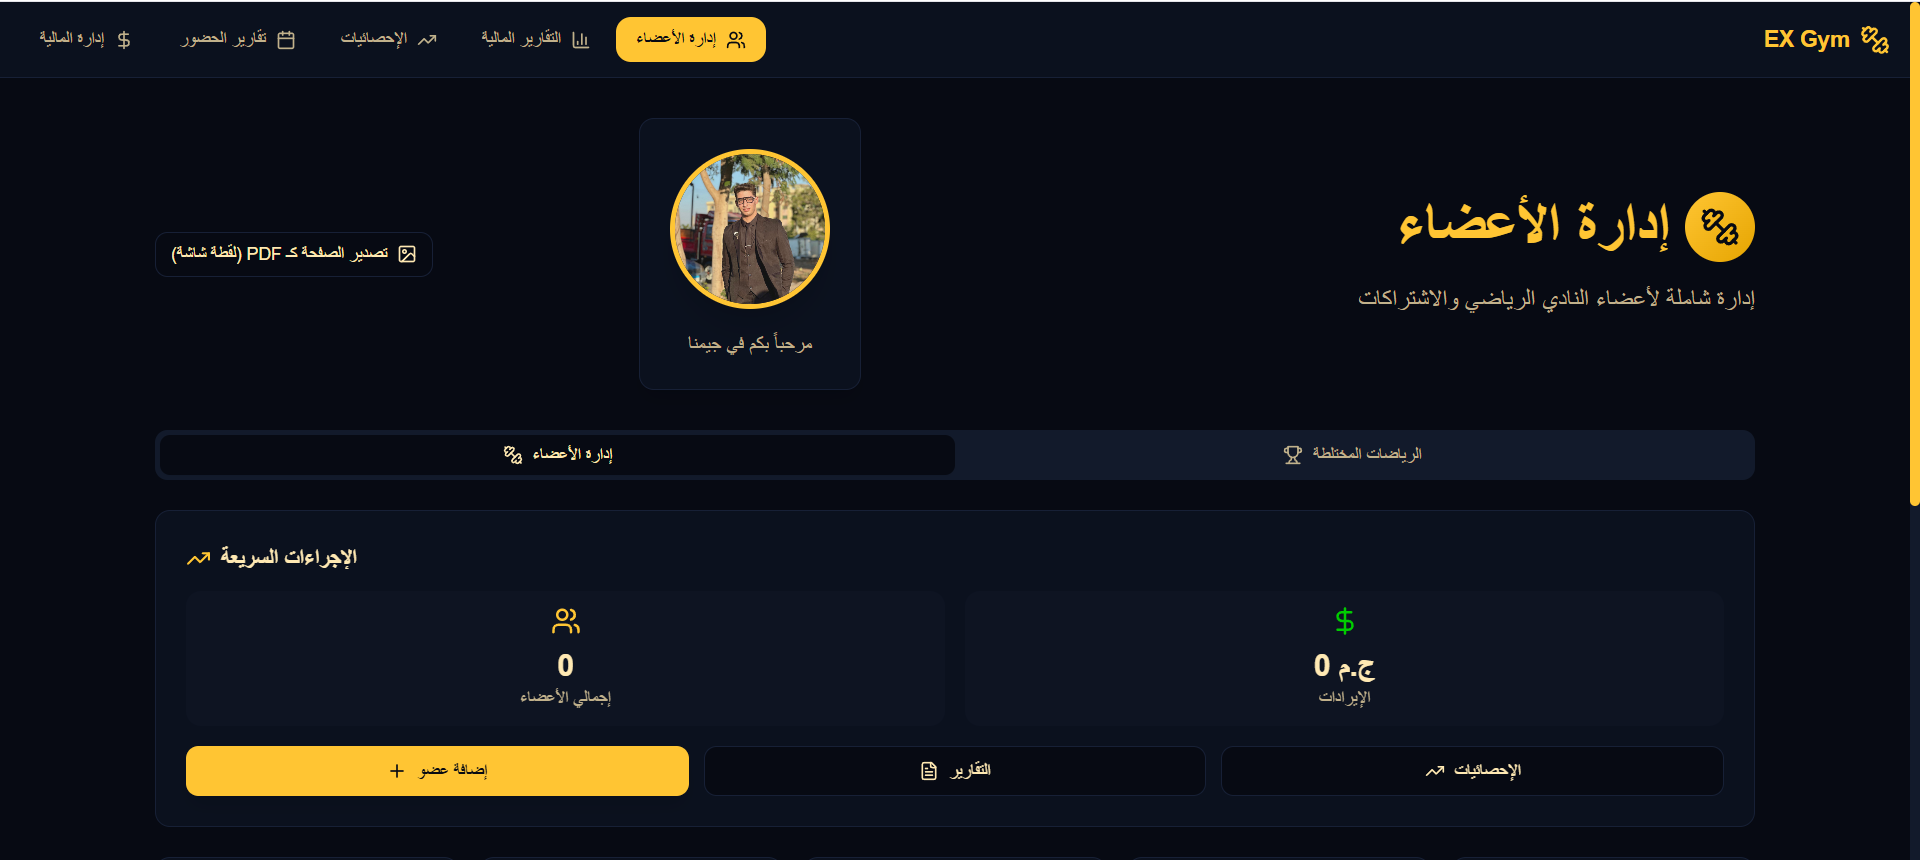 EX Gym
إدارة الأعضاء
التقارير المالية
الإحصائيات
تقارير الحضور
إدارة المالية
إدارة الأعضاء
إدارة شاملة لأعضاء النادي الرياضي والاشتراكات
مرحباً بكم في جيمنا
تصدير الصفحة كـ PDF (لقطة شاشة)
الرياضات المختلطة
إدارة الأعضاء
الإجراءات السريعة
ج.م 0
الإيرادات
0
إجمالي الأعضاء
الإحصائيات
التقارير
إضافة عضو